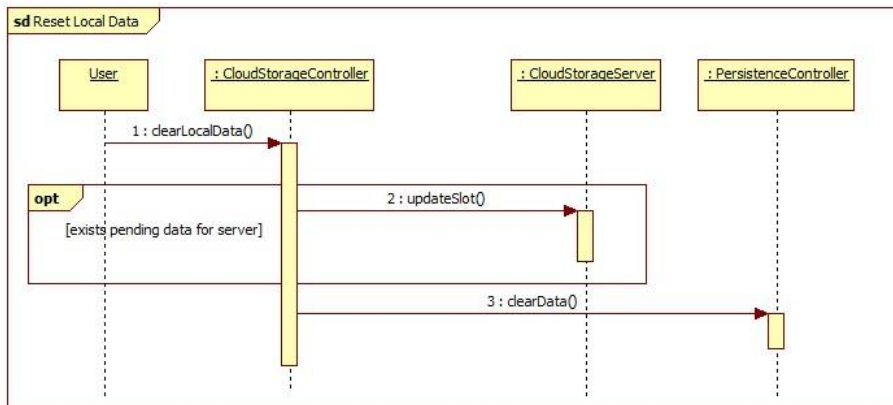 sd Reset Local Data
User
: CloudStorageController
: CloudStorageServer
: PersistenceController
1 : clearLocalData()
opt
2 : updateSlot()
[exists pending data for server]
3 : clearData()